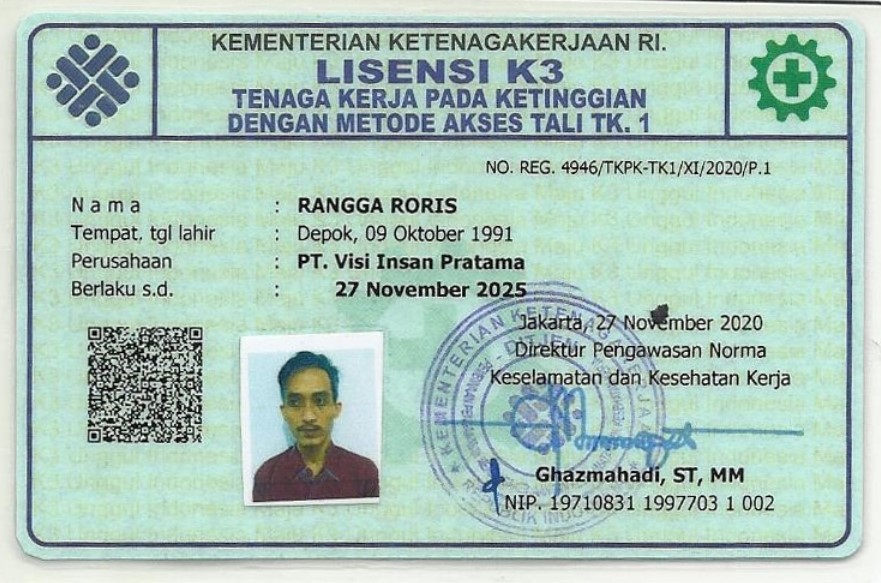 KEMENTERIAN KETENAGAKERJAAN RI.
LISENSI K3
TENAGA KERJA PADA KETINGGIAN
DENGAN METODE AKSES TALI TK. 1
NO. REG. 4946/TKPK-TK1/XI/2020/P.1
Nama : RANGGA RORIS
Tempat, tgl lahir : Depok, 09 Oktober 1991
Perusahaan : PT. Visi Insan Pratama
Berlaku s.d. : 27 November 2025
Jakarta, 27 November 2020
Direktur Pengawasan Norma
Keselamatan dan Kesehatan Kerja
KEMENTERIAN KETENAGAKERJAAN
DITJEN
Ghazmahadi, ST, MM
NIP. 19710831 1997703 1 002